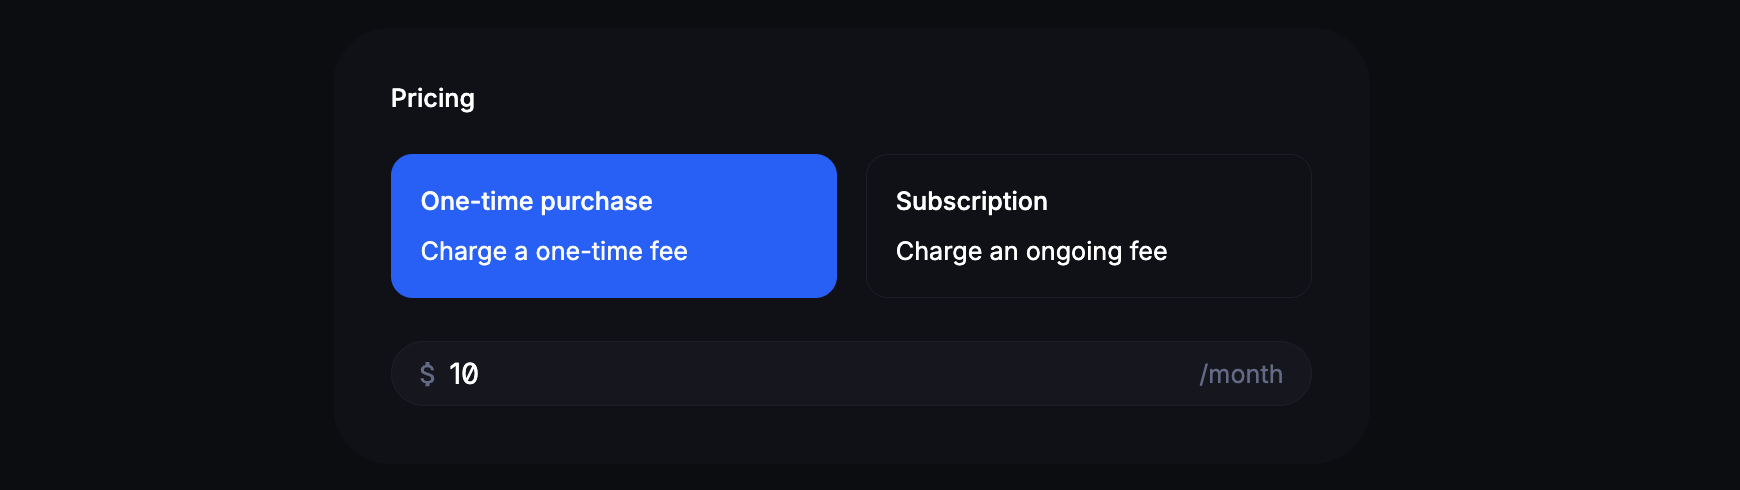 Pricing
One-time purchase
Charge a one-time fee
Subscription
Charge an ongoing fee
$ 10 /month